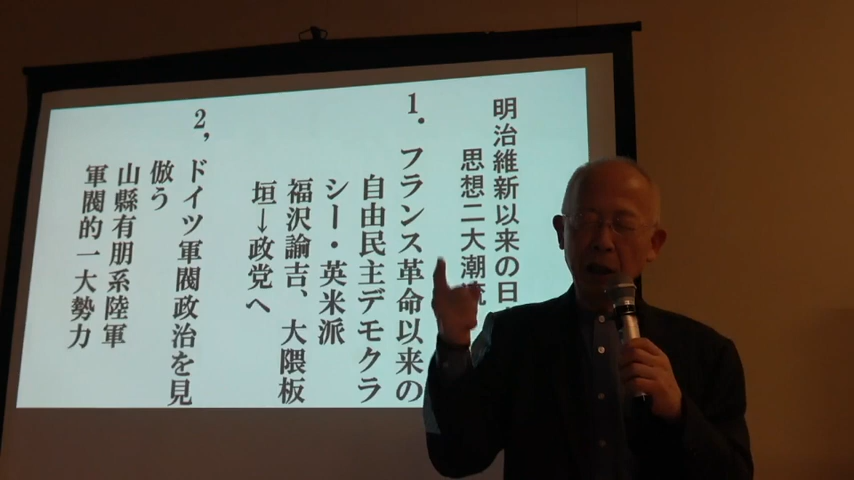 明治維新以来の日
思想二大潮流
1. フランス革命以来の
自由民主デモクラ
シー・英米派
福沢諭吉、大隈板
垣→政党へ
2, ドイツ軍閥政治を見
倣う
山縣有朋系陸軍
軍閥的一大勢力